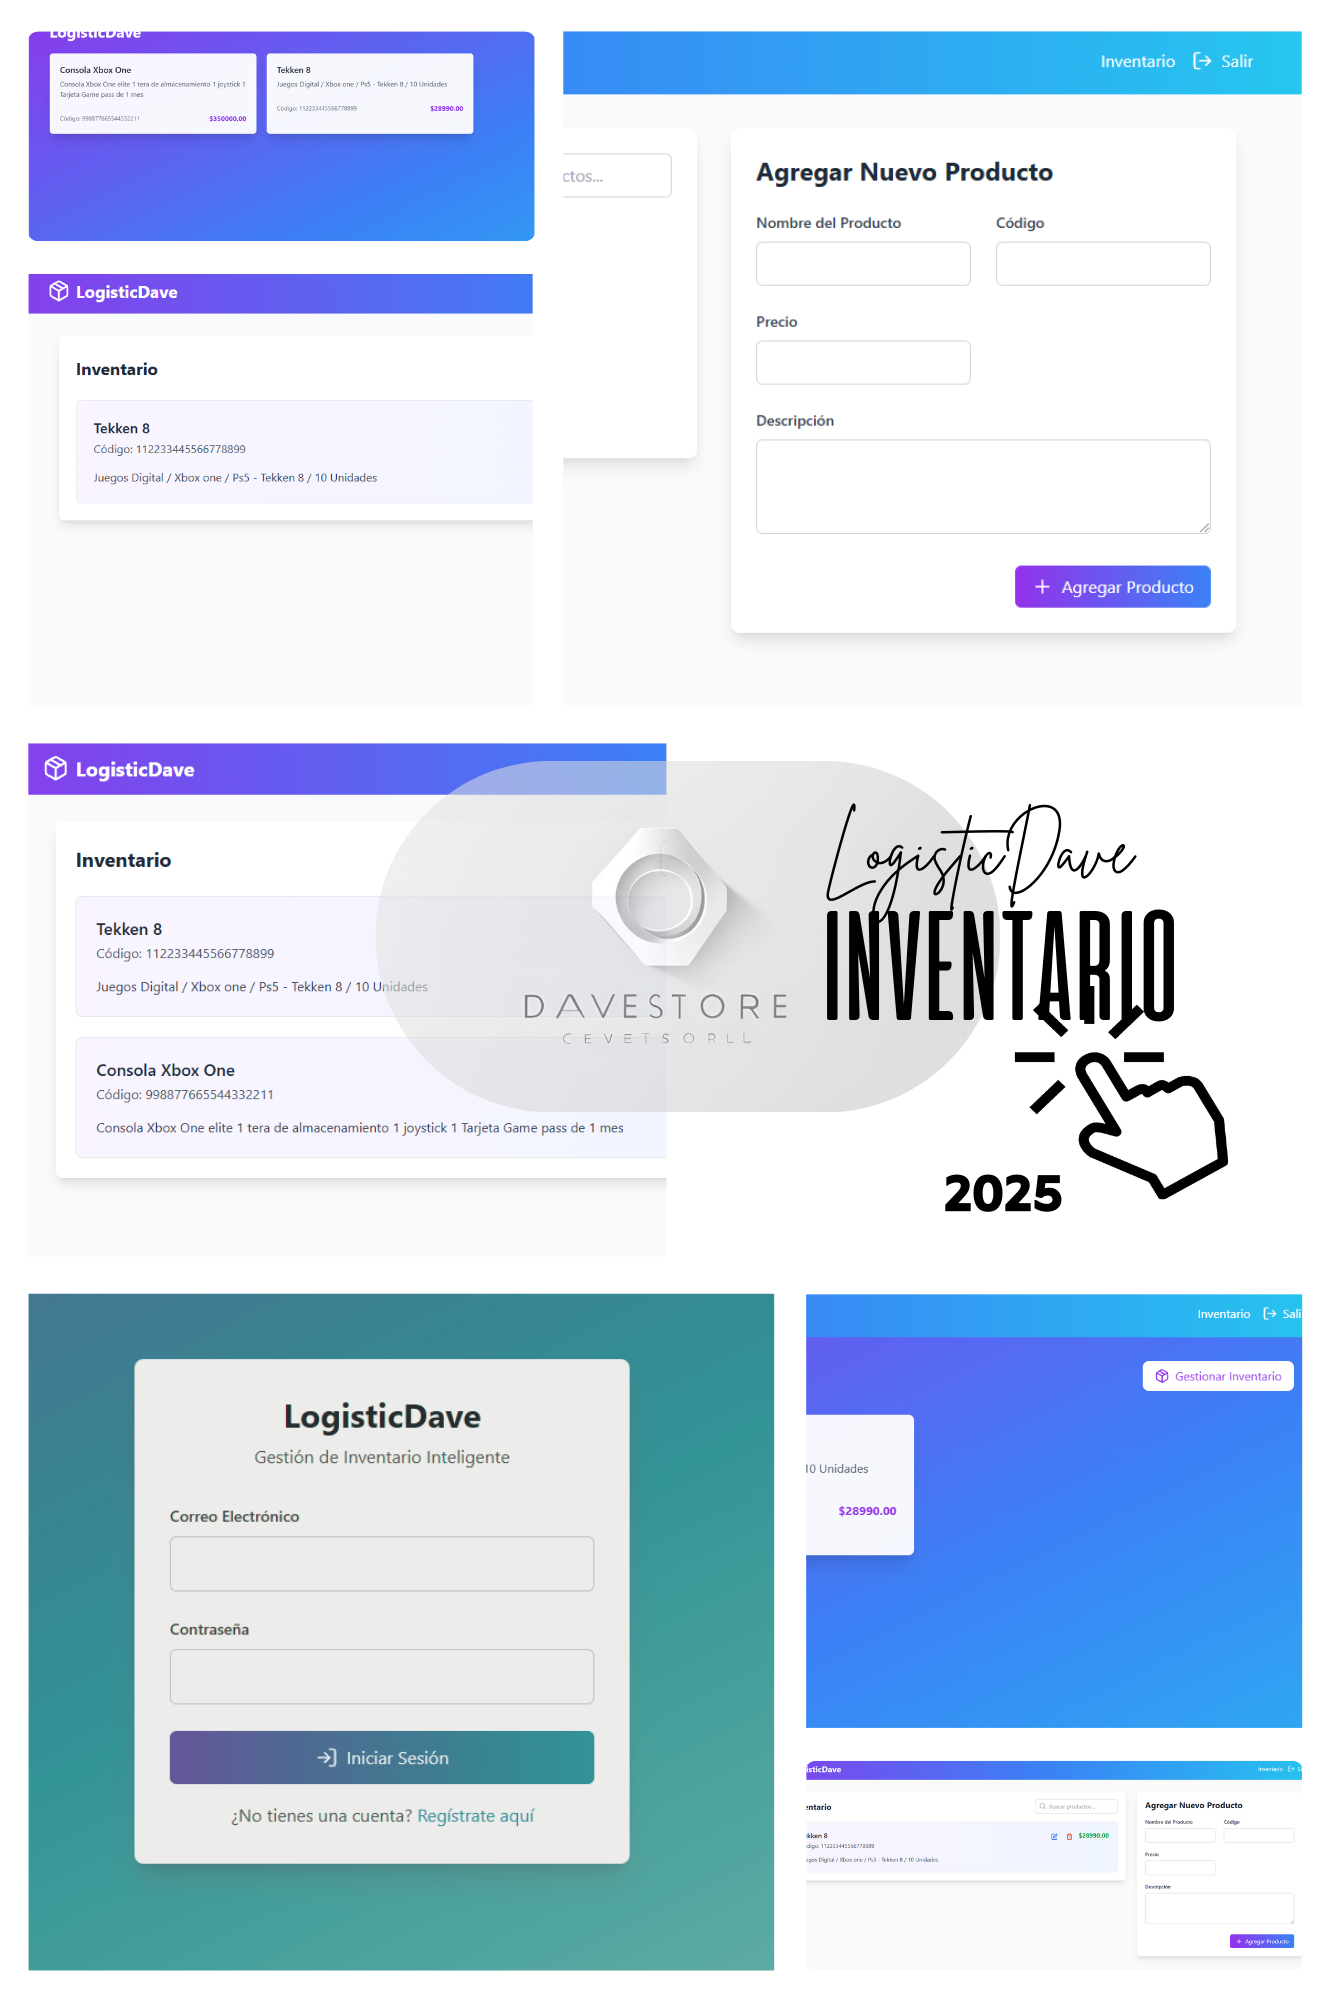 LogisticDave
Consola Xbox One
Consola Xbox One elite 1 tera de almacenamiento 1 joystick 1
Tarjeta Game pass de 1 mes
Código: 998877665544332211
$350000.00
Tekken 8
Juegos Digital / Xbox one / Ps5 - Tekken 8 / 10 Unidades
Código: 112233445566778899
$28990.00
Inventario
Salir
ctos...
Agregar Nuevo Producto
Nombre del Producto
Código
Precio
Descripción
Agregar Producto
LogisticDave
Inventario
Tekken 8
Código: 112233445566778899
Juegos Digital / Xbox one / Ps5 - Tekken 8 / 10 Unidades
LogisticDave
Inventario
Tekken 8
Código: 112233445566778899
Juegos Digital / Xbox one / Ps5 - Tekken 8 / 10 Unidades
Consola Xbox One
Código: 998877665544332211
Consola Xbox One elite 1 tera de almacenamiento 1 joystick 1 Tarjeta Game pass de 1 mes
DAVESTORE
CEVETSORLL
LogisticDave
INVENTARIO
2025
LogisticDave
Gestión de Inventario Inteligente
Correo Electrónico
Contraseña
Iniciar Sesión
¿No tienes una cuenta? Regístrate aquí
Inventario
Sali
Gestionar Inventario
10 Unidades
$28990.00
isticDave
Inventario
entario
Buscar productos...
kken 8
digo: 112233445566778899
$28990.00
egos Digital / Xbox one / Ps5 - Tekken 8 / 10 Unidades
Agregar Nuevo Producto
Nombre del Producto
Código
Precio
Descripción
Agregar Producto